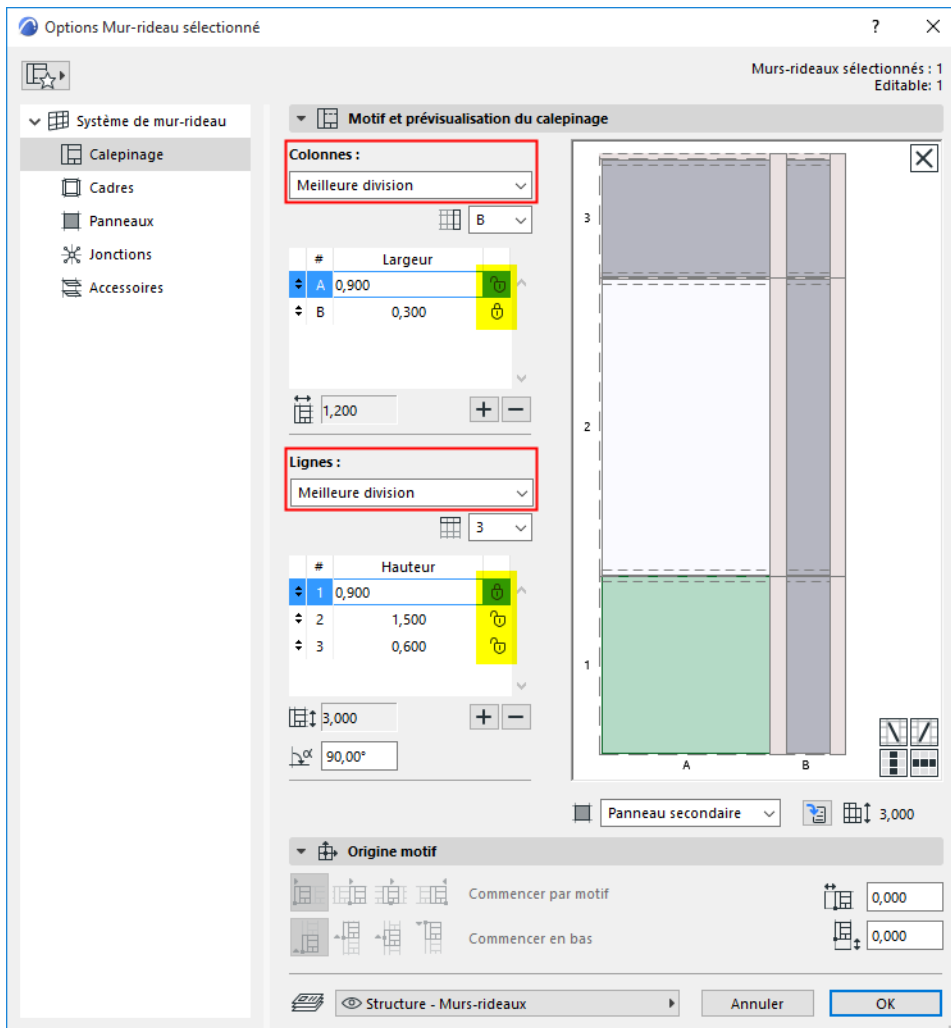 Options Mur-rideau sélectionné
?
Murs-rideaux sélectionnés : 1
Editable: 1
Système de mur-rideau
Calepinage
Cadres
Panneaux
Jonctions
Accessoires
Motif et prévisualisation du calepinage
Colonnes :
Meilleure division
B
# Largeur
A 0,900
B 0,300
1,200
Lignes :
Meilleure division
3
# Hauteur
1 0,900
2 1,500
3 0,600
3,000
α 90,00°
3
2
1
A B
Panneau secondaire
3,000
Origine motif
Commencer par motif
0,000
Commencer en bas
0,000
Structure - Murs-rideaux
Annuler
OK